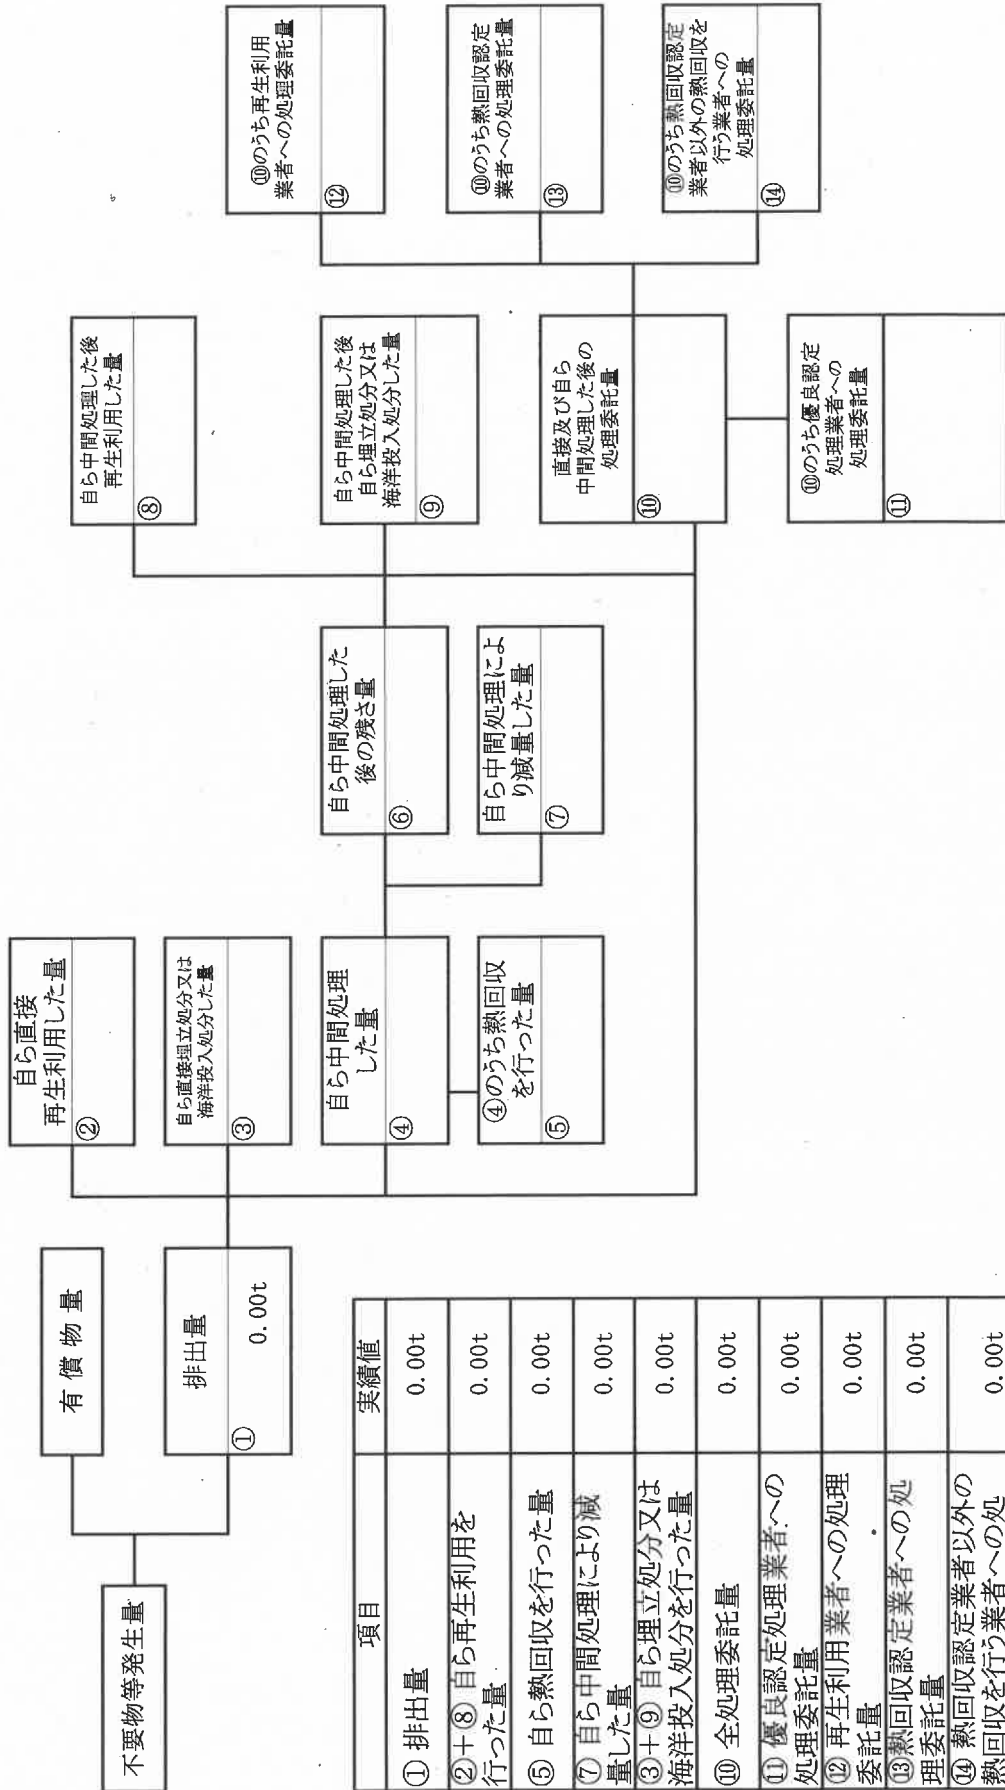 不要物等発生量
有償物量
排出量
①
0.00t
自ら直接
再生利用した量
②
自ら直接埋立処分又は
海洋投入処分した量
③
自ら中間処理
した量
④
④のうち熱回収
を行った量
⑤
自ら中間処理した
後の残さ量
⑥
自ら中間処理によ
り減量した量
⑦
自ら中間処理した後
再生利用した量
⑧
自ら中間処理した後
自ら埋立処分又は
海洋投入処分した量
⑨
直接及び自ら
中間処理した後の
処理委託量
⑩
⑩のうち優良認定
処理業者への
処理委託量
⑪
⑩のうち再生利用
業者への処理委託量
⑫
⑩のうち熱回収認定
業者への処理委託量
⑬
⑩のうち熱回収認定
業者以外の熱回収を
行う業者への
処理委託量
⑭
項目 実績値
①排出量 0.00t
②+⑧ 自ら再生利用を
行った量 0.00t
⑤ 自ら熱回収を行った量 0.00t
⑦ 自ら中間処理により減
量した量 0.00t
③+⑨ 自ら埋立処分又は
海洋投入処分を行った量 0.00t
⑩ 全処理委託量 0.00t
⑪ 優良認定処理業者への
処理委託量 0.00t
⑫ 再生利用業者への処理
委託量 0.00t
⑬熱回収認定業者への処
理委託量 0.00t
⑭ 熱回収認定業者以外の
熱回収を行う業者への処 0.00t